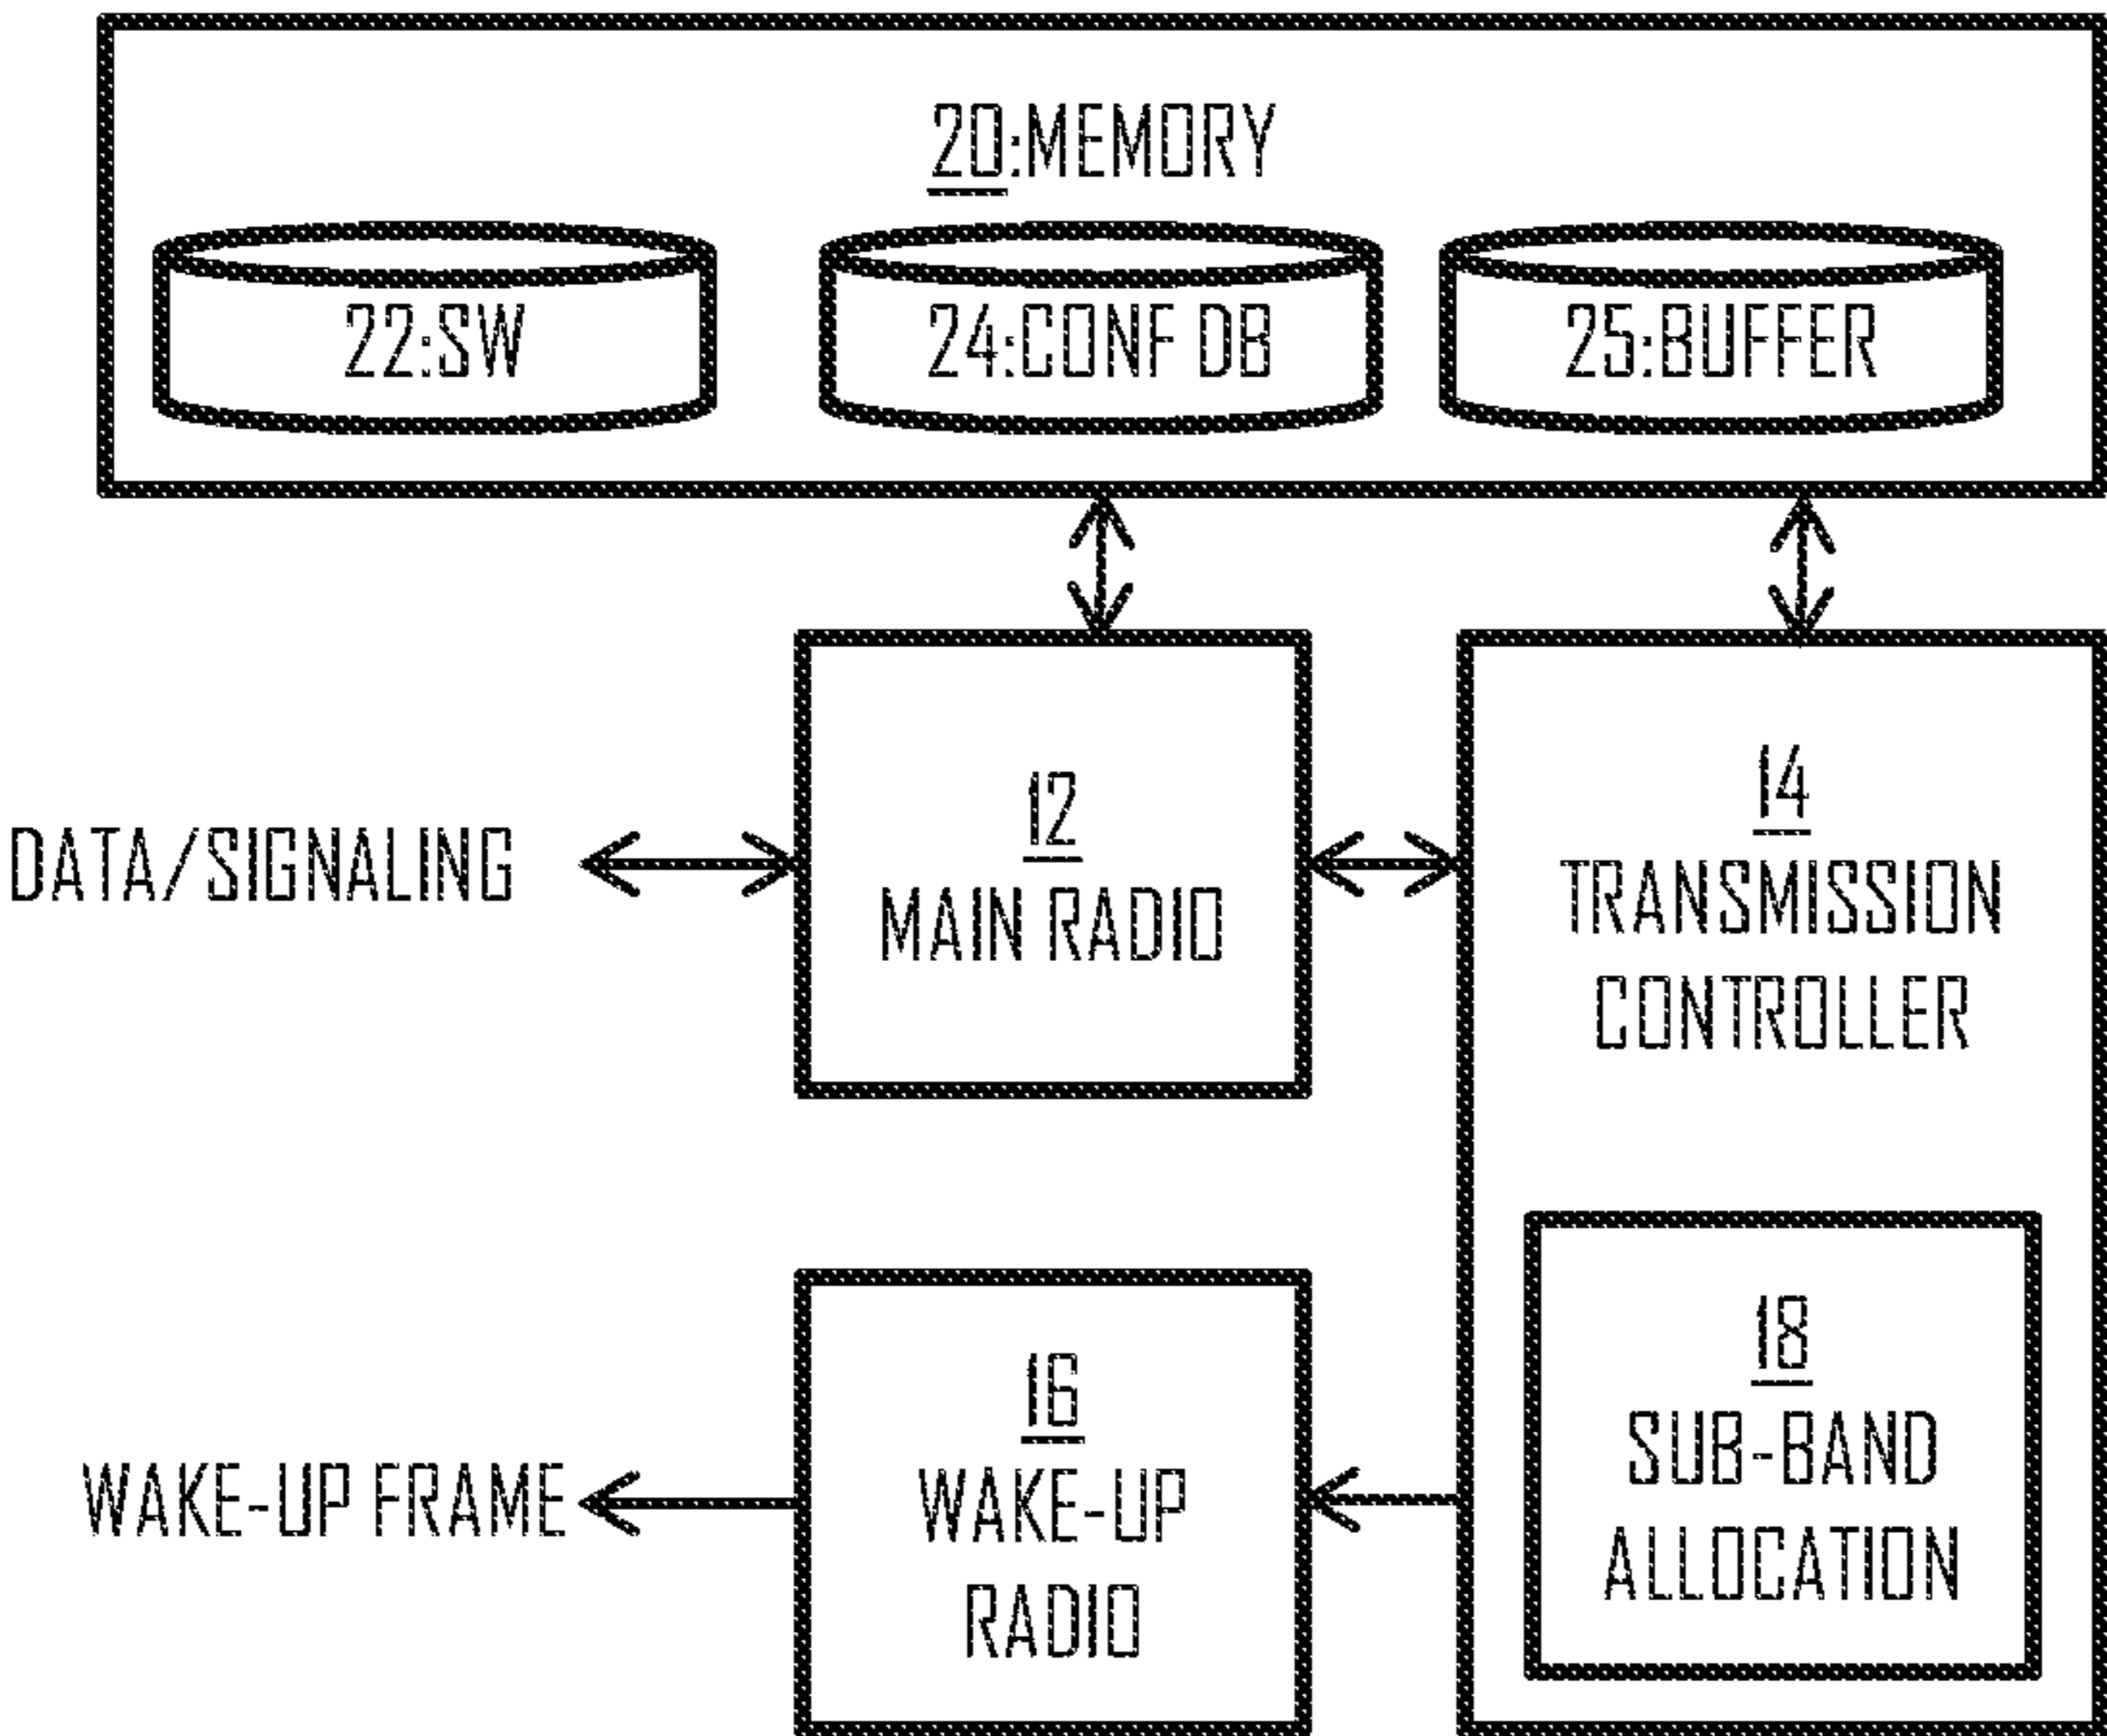 20:MEMORY
22:SW
24:CONF DB
25:BUFFER
12
MAIN RADIO
14
TRANSMISSION
CONTROLLER
DATA/SIGNALING
18
SUB-BAND
ALLOCATION
16
WAKE-UP
RADIO
WAKE-UP FRAME